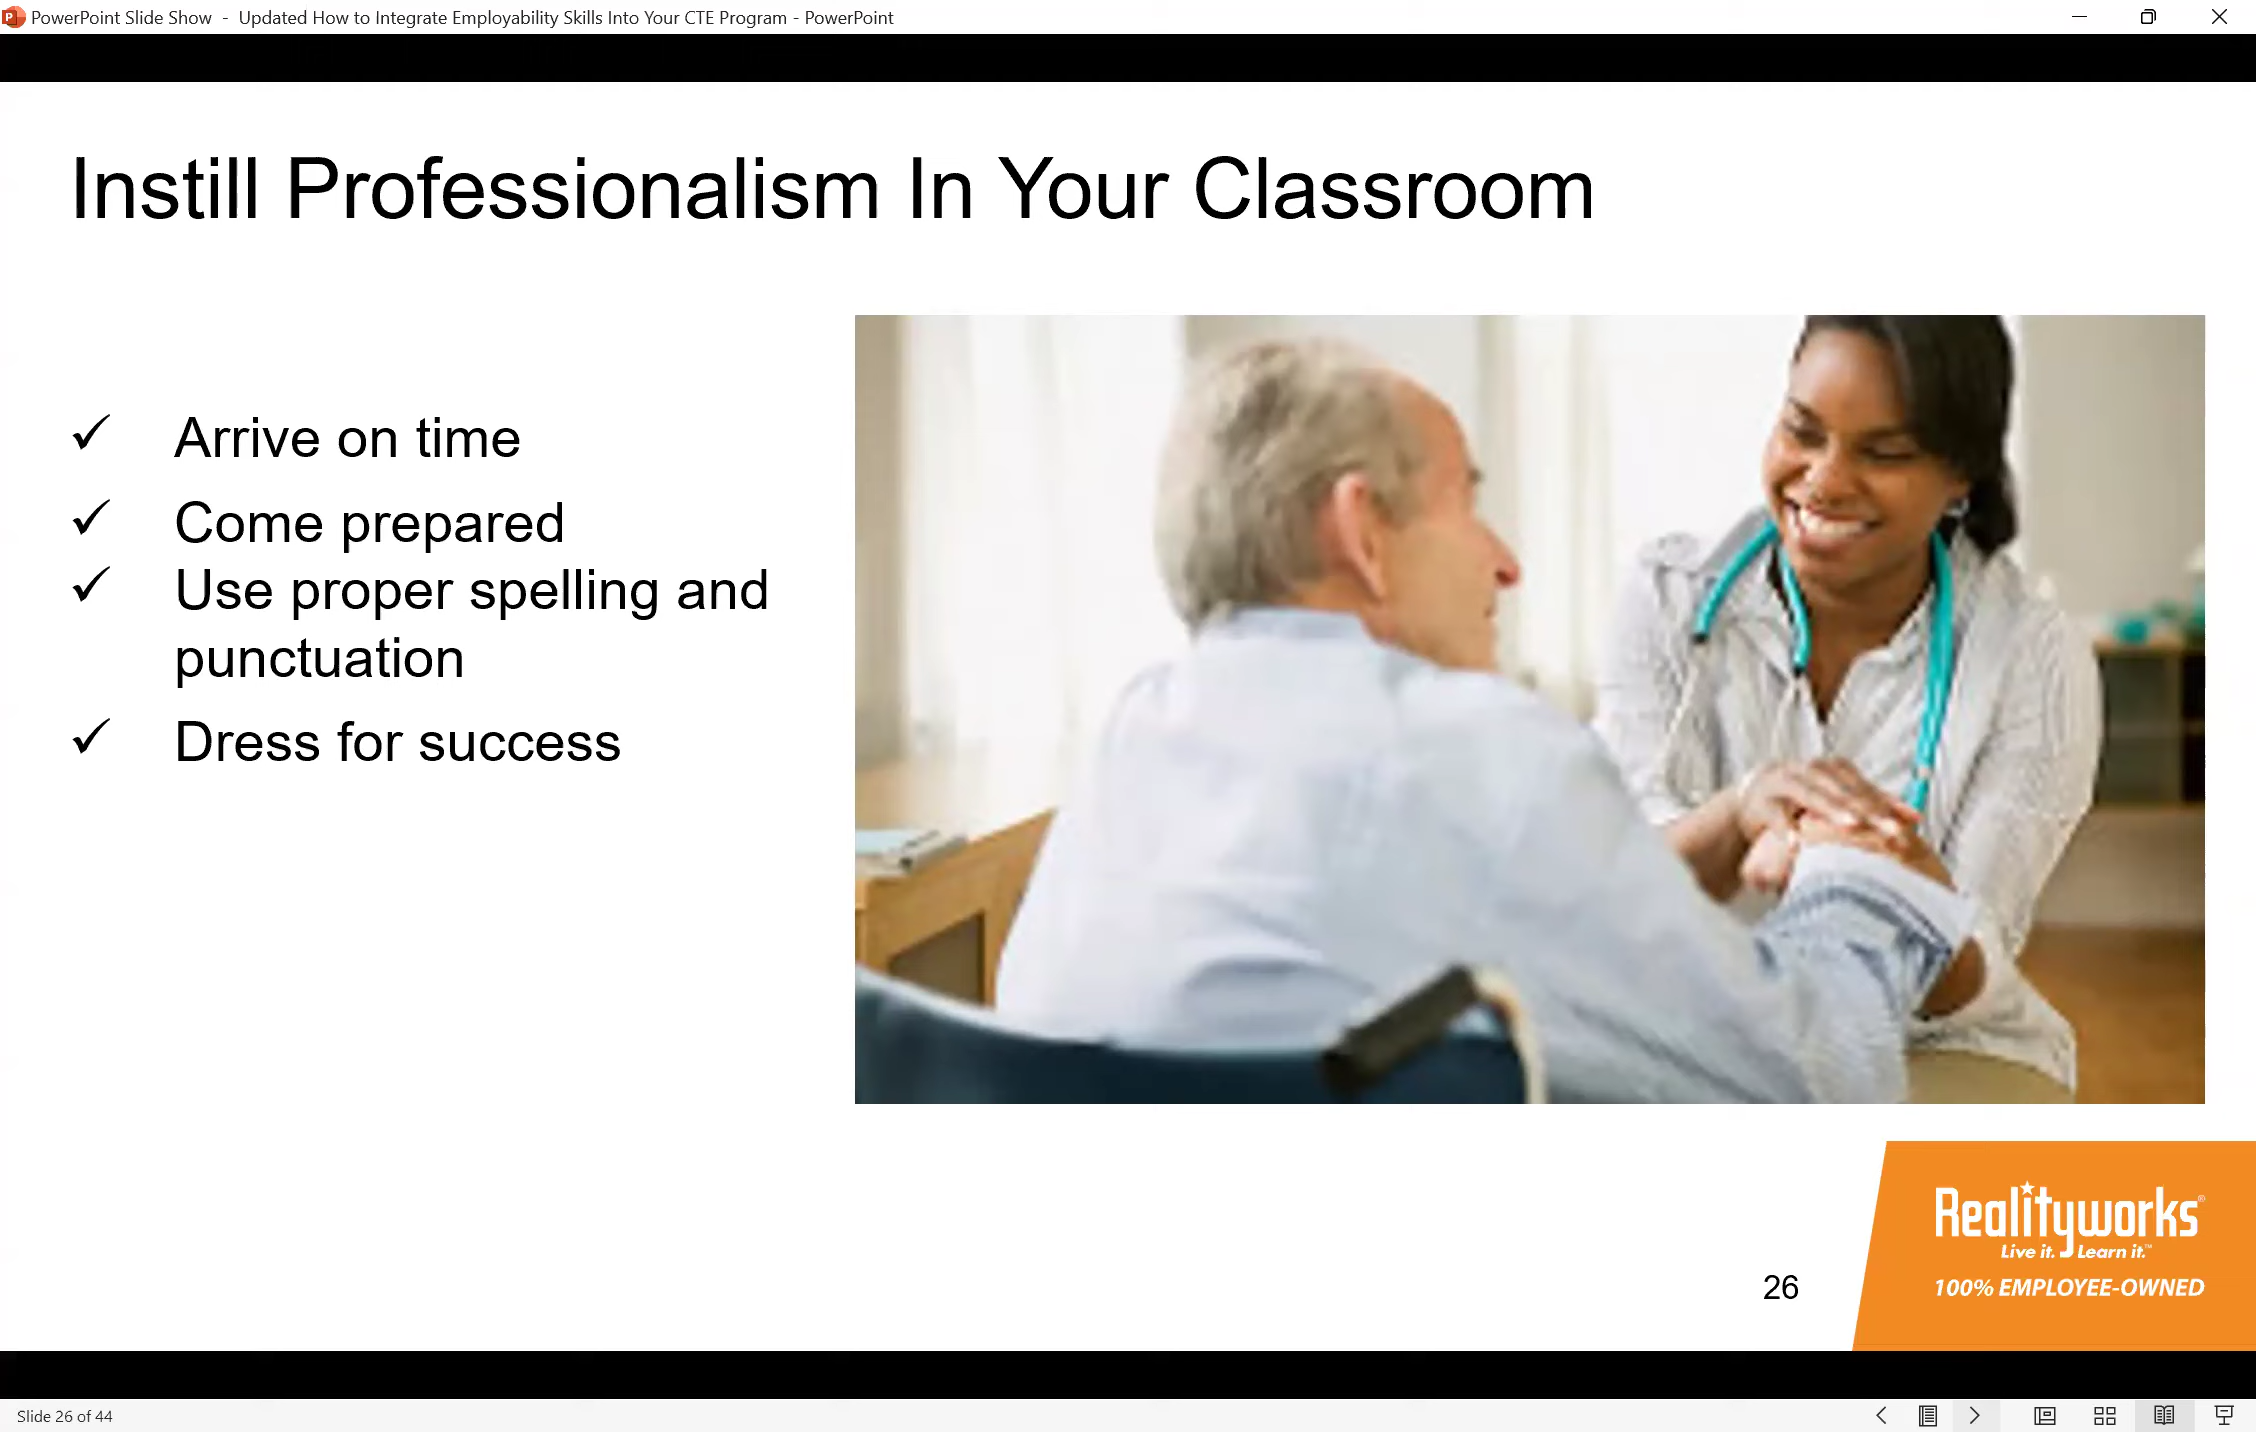 PowerPoint Slide Show - Updated How to Integrate Employability Skills Into Your CTE Program - PowerPoint
Instill Professionalism In Your Classroom
✓ Arrive on time
✓ Come prepared
✓ Use proper spelling and
punctuation
✓ Dress for success
Realityworks®
Live it. Learn it.™
100% EMPLOYEE-OWNED
26
Slide 26 of 44